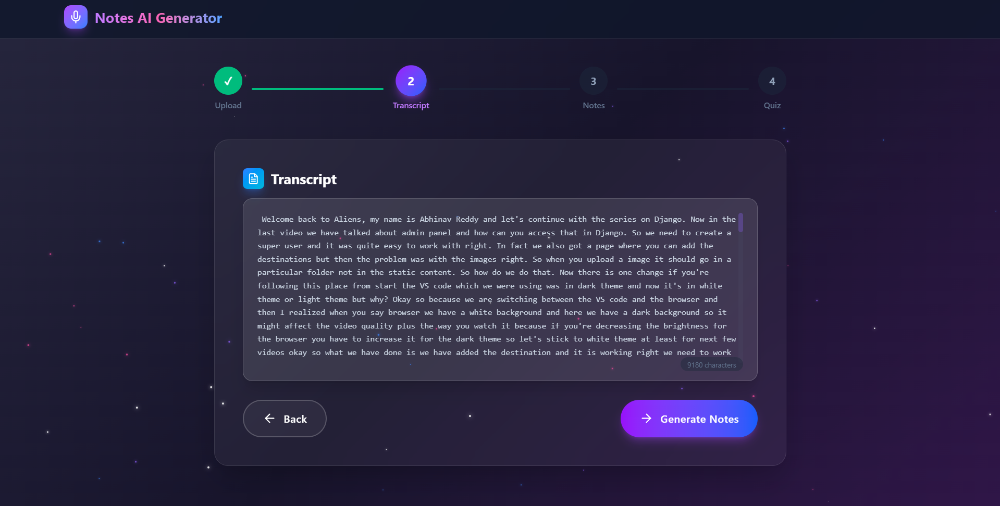 Notes AI Generator
✓
2
3
4
Upload
Transcript
Notes
Quiz
Transcript
Welcome back to Aliens, my name is Abhinav Reddy and let's continue with the series on Django. Now in the
last video we have talked about admin panel and how can you access that in Django. So we need to create a
super user and it was quite easy to work with right. In fact we also got a page where you can add the
destinations but then the problem was with the images right. So when you upload a image it should go in a
particular folder not in the static content. So how do we do that. Now there is one change if you're
following this place from start the VS code which we were using was in dark theme and now it's in white
theme or light theme but why? Okay so because we are switching between the VS code and the browser and
then I realized when you say browser we have a white background and here we have a dark background so it
might affect the video quality plus the way you watch it because if you're decreasing the brightness for
the browser you have to increase it for the dark theme so let's stick to white theme at least for next few
videos okay so what we have done is we have added the destination and it is working right we need to work
9180 characters
Back
Generate Notes